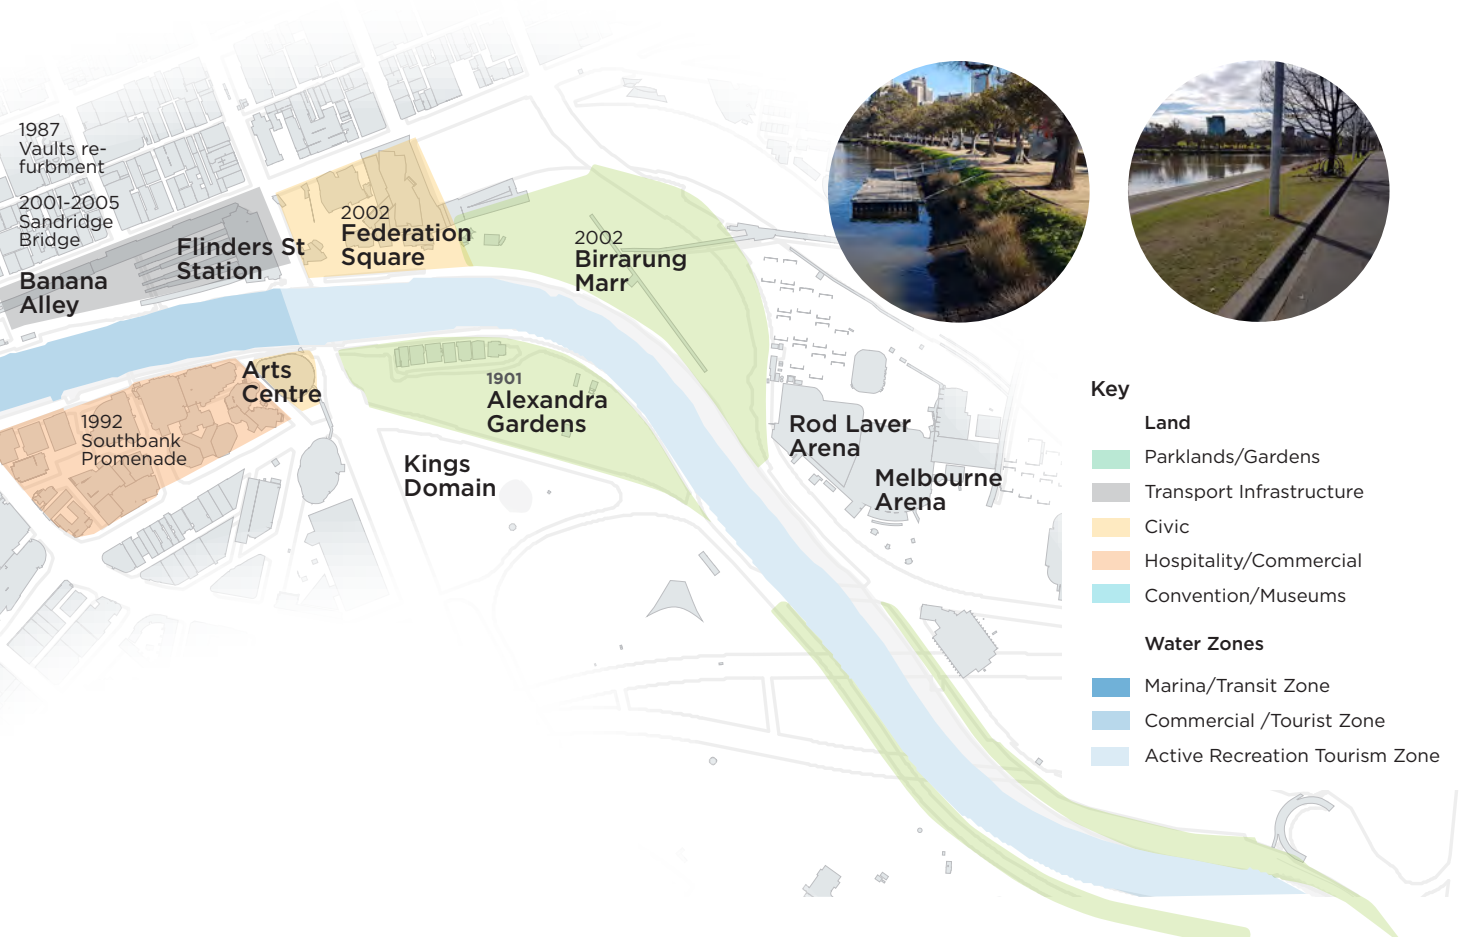 1987
Vaults re-
furbment
2001-2005
Sandridge
Bridge
Banana
Alley
Flinders St
Station
2002
Federation
Square
2002
Birrarung
Marr
Arts
Centre
1992
Southbank
Promenade
1901
Alexandra
Gardens
Kings
Domain
Rod Laver
Arena
Melbourne
Arena
Key
Land
Parklands/Gardens
Transport Infrastructure
Civic
Hospitality/Commercial
Convention/Museums
Water Zones
Marina/Transit Zone
Commercial /Tourist Zone
Active Recreation Tourism Zone